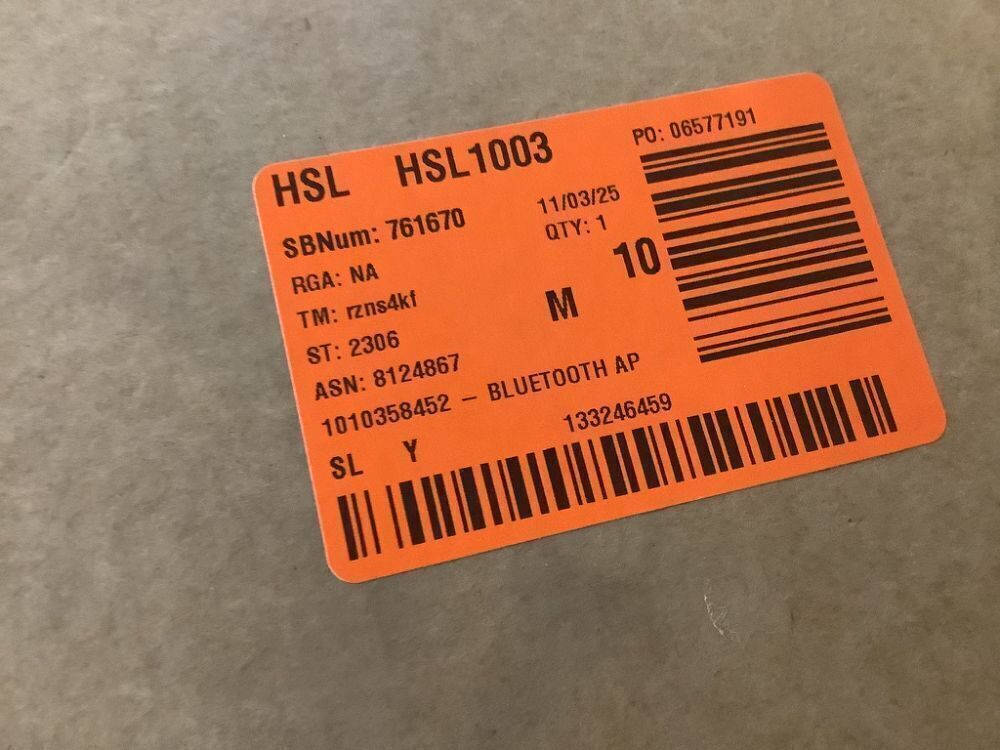 HSL HSL1003
PO: 06577191
SBNum: 761670
11/03/25
RGA: NA
QTY: 1
10
TM: rzns4kf
M
ST: 2306
ASN: 8124867
1010358452 – BLUETOOTH AP
SL Y
133246459